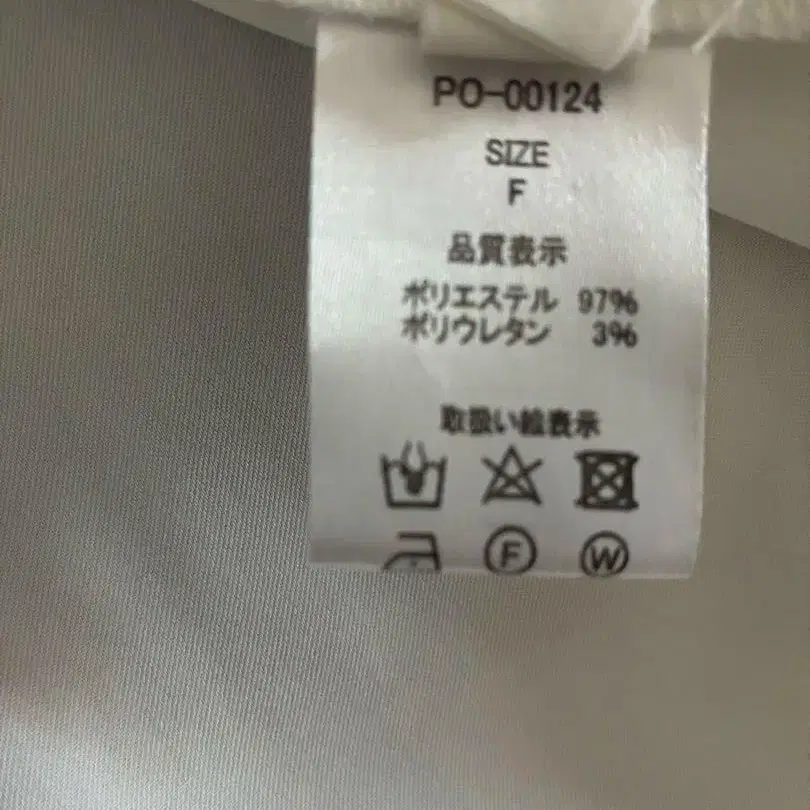 PO-00124
SIZE
F
品質表示
ポリエステル 97%
ポリウレタン 3%
取扱い絵表示
F W